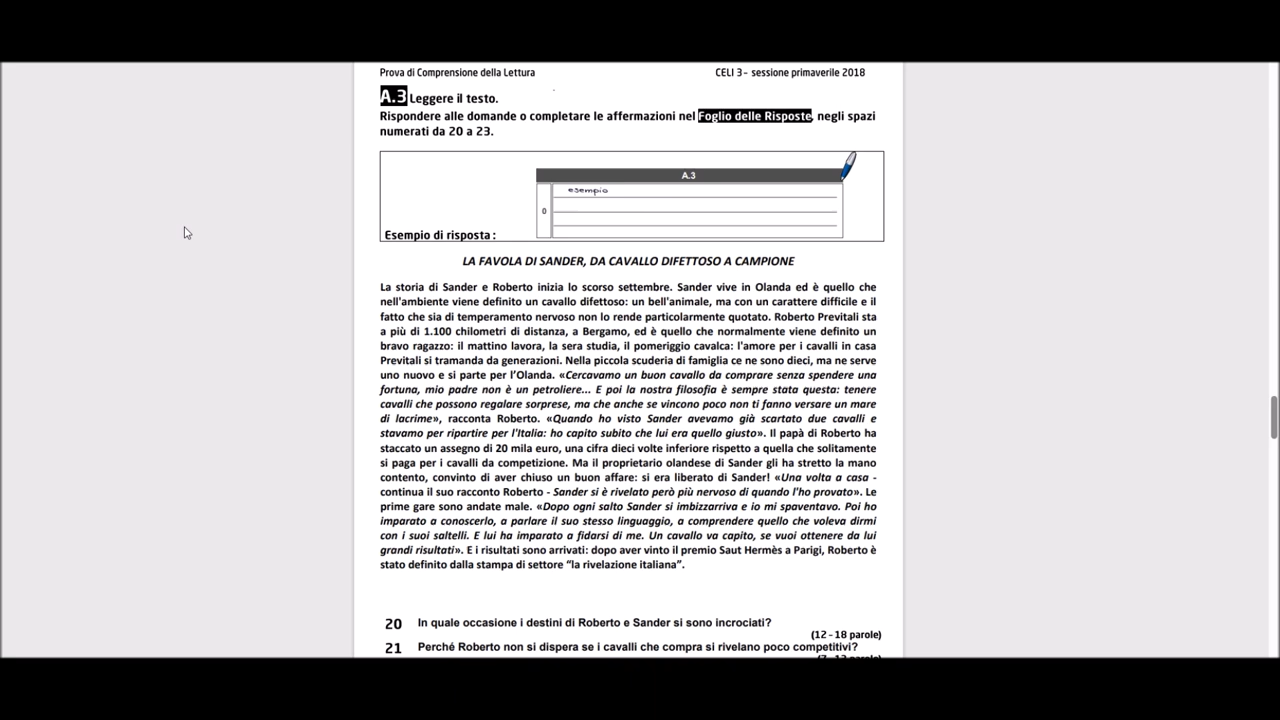 Prova di Comprensione della Lettura CELI 3 - sessione primaverile 2018
A.3 Leggere il testo.
Rispondere alle domande o completare le affermazioni nel Foglio delle Risposte, negli spazi
numerati da 20 a 23.
A.3
esempio
0
Esempio di risposta :
LA FAVOLA DI SANDER, DA CAVALLO DIFETTOSO A CAMPIONE
La storia di Sander e Roberto inizia lo scorso settembre. Sander vive in Olanda ed è quello che
nell'ambiente viene definito un cavallo difettoso: un bell'animale, ma con un carattere difficile e il
fatto che sia di temperamento nervoso non lo rende particolarmente quotato. Roberto Previtali sta
a più di 1.100 chilometri di distanza, a Bergamo, ed è quello che normalmente viene definito un
bravo ragazzo: il mattino lavora, la sera studia, il pomeriggio cavalca: l'amore per i cavalli in casa
Previtali si tramanda da generazioni. Nella piccola scuderia di famiglia ce ne sono dieci, ma ne serve
uno nuovo e si parte per l'Olanda. «Cercavamo un buon cavallo da comprare senza spendere una
fortuna, mio padre non è un petroliere... E poi la nostra filosofia è sempre stata questa: tenere
cavalli che possono regalare sorprese, ma che anche se vincono poco non ti fanno versare un mare
di lacrime», racconta Roberto. «Quando ho visto Sander avevamo già scartato due cavalli e
stavamo per ripartire per l'Italia: ho capito subito che lui era quello giusto». Il papà di Roberto ha
staccato un assegno di 20 mila euro, una cifra dieci volte inferiore rispetto a quella che solitamente
si paga per i cavalli da competizione. Ma il proprietario olandese di Sander gli ha stretto la mano
contento, convinto di aver chiuso un buon affare: si era liberato di Sander! «Una volta a casa -
continua il suo racconto Roberto - Sander si è rivelato però più nervoso di quando l'ho provato». Le
prime gare sono andate male. «Dopo ogni salto Sander si imbizzarriva e io mi spaventavo. Poi ho
imparato a conoscerlo, a parlare il suo stesso linguaggio, a comprendere quello che voleva dirmi
con i suoi saltelli. E lui ha imparato a fidarsi di me. Un cavallo va capito, se vuoi ottenere da lui
grandi risultati». E i risultati sono arrivati: dopo aver vinto il premio Saut Hermès a Parigi, Roberto è
stato definito dalla stampa di settore "la rivelazione italiana".
20 In quale occasione i destini di Roberto e Sander si sono incrociati?
(12 - 18 parole)
21 Perché Roberto non si dispera se i cavalli che compra si rivelano poco competitivi?